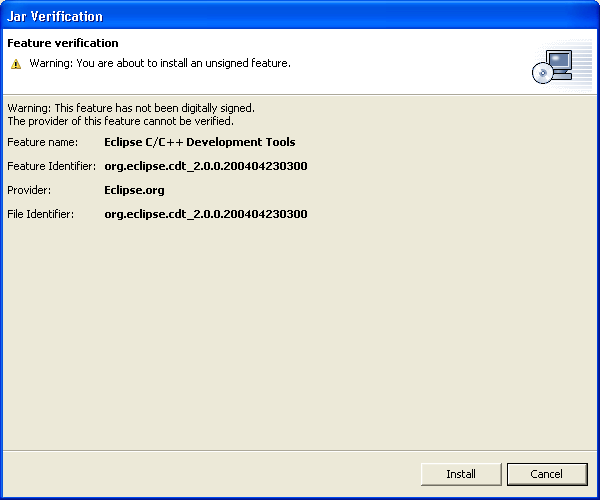 Jar Verification
Feature verification
Warning: You are about to install an unsigned feature.
Warning: This feature has not been digitally signed.
The provider of this feature cannot be verified.
Feature name: Eclipse C/C++ Development Tools
Feature Identifier: org.eclipse.cdt_2.0.0.200404230300
Provider: Eclipse.org
File Identifier: org.eclipse.cdt_2.0.0.200404230300
Install Cancel